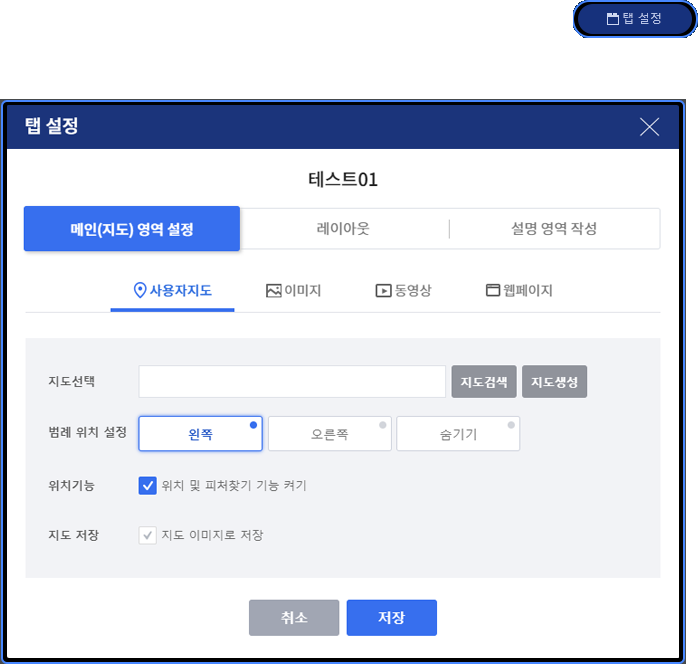 탭 설정
탭 설정
테스트01
메인(지도) 영역 설정 레이아웃 설명 영역 작성
사용자지도 이미지 동영상 웹페이지
지도선택 지도검색 지도생성
범례 위치 설정 왼쪽 오른쪽 숨기기
위치기능 위치 및 피처찾기 기능 켜기
지도 저장 지도 이미지로 저장
취소 저장